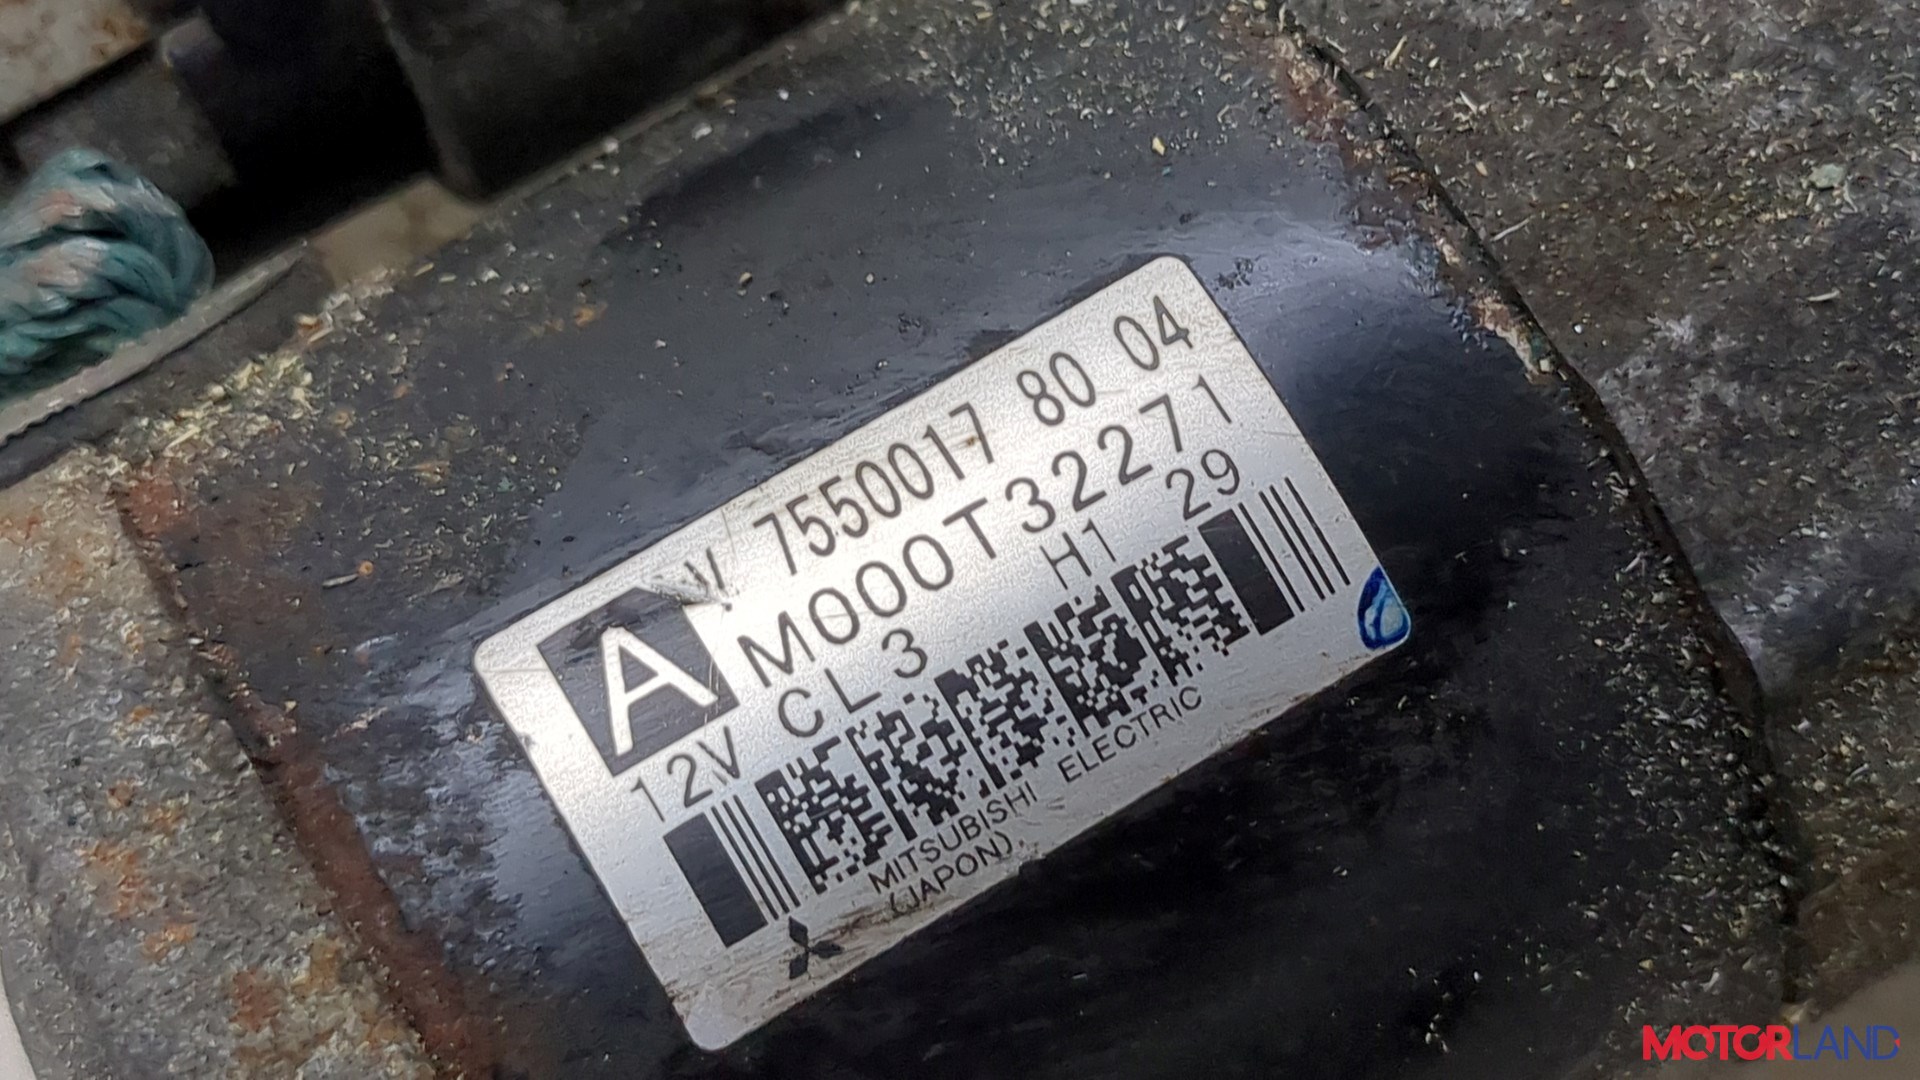 V 7550017 80 04
A M000T32271
12V CL3 H1 29
MITSUBISHI ELECTRIC
(JAPON)
MOTORLAND